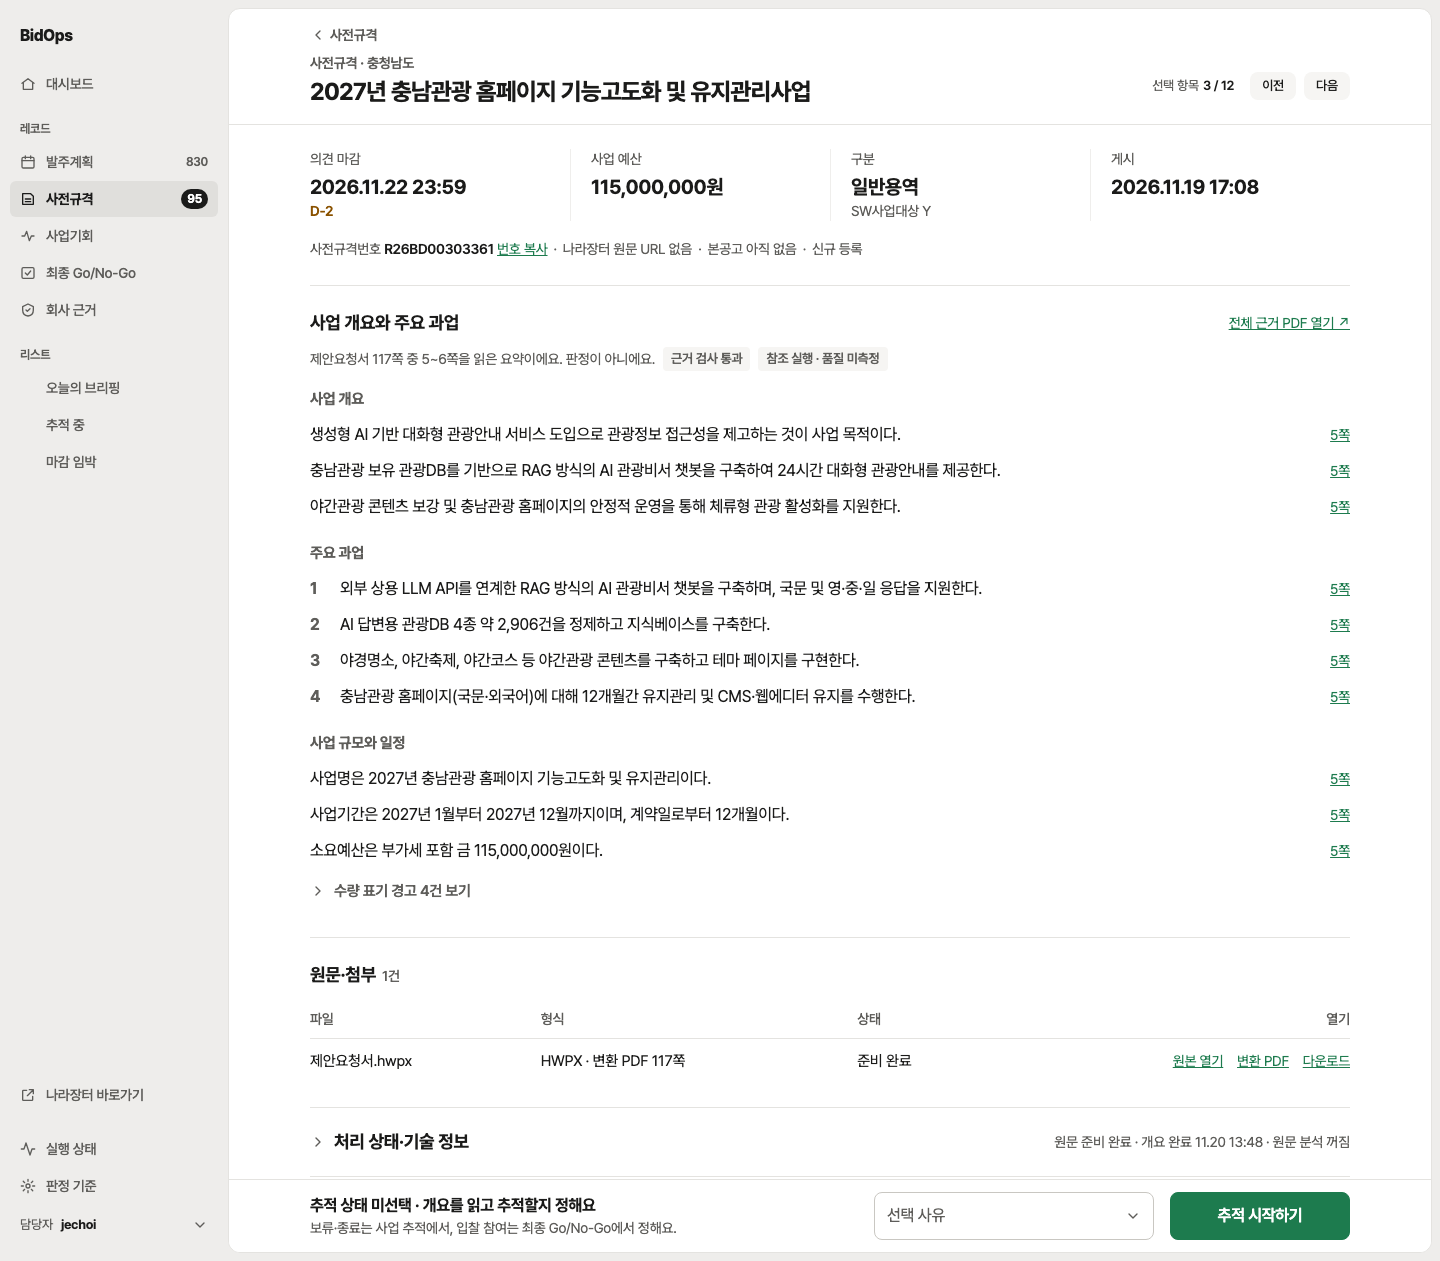 BidOps
대시보드
레코드
발주계획 830
사전규격 95
사업기회
최종 Go/No-Go
회사 근거
리스트
오늘의 브리핑
추적 중
마감 임박
나라장터 바로가기
실행 상태
판정 기준
담당자 jechoi
사전규격
사전규격 · 충청남도
2027년 충남관광 홈페이지 기능고도화 및 유지관리사업
선택 항목 3 / 12 이전 다음
의견 마감
2026.11.22 23:59
D-2
사업 예산
115,000,000원
구분
일반용역
SW사업대상 Y
게시
2026.11.19 17:08
사전규격번호 R26BD00303361 번호 복사 · 나라장터 원문 URL 없음 · 본공고 아직 없음 · 신규 등록
사업 개요와 주요 과업 전체 근거 PDF 열기 ↗
제안요청서 117쪽 중 5~6쪽을 읽은 요약이에요. 판정이 아니에요. 근거 검사 통과 참조 실행 · 품질 미측정
사업 개요
생성형 AI 기반 대화형 관광안내 서비스 도입으로 관광정보 접근성을 제고하는 것이 사업 목적이다. 5쪽
충남관광 보유 관광DB를 기반으로 RAG 방식의 AI 관광비서 챗봇을 구축하여 24시간 대화형 관광안내를 제공한다. 5쪽
야간관광 콘텐츠 보강 및 충남관광 홈페이지의 안정적 운영을 통해 체류형 관광 활성화를 지원한다. 5쪽
주요 과업
1 외부 상용 LLM API를 연계한 RAG 방식의 AI 관광비서 챗봇을 구축하며, 국문 및 영·중·일 응답을 지원한다. 5쪽
2 AI 답변용 관광DB 4종 약 2,906건을 정제하고 지식베이스를 구축한다. 5쪽
3 야경명소, 야간축제, 야간코스 등 야간관광 콘텐츠를 구축하고 테마 페이지를 구현한다. 5쪽
4 충남관광 홈페이지(국문·외국어)에 대해 12개월간 유지관리 및 CMS·웹에디터 유지를 수행한다. 5쪽
사업 규모와 일정
사업명은 2027년 충남관광 홈페이지 기능고도화 및 유지관리이다. 5쪽
사업기간은 2027년 1월부터 2027년 12월까지이며, 계약일로부터 12개월이다. 5쪽
소요예산은 부가세 포함 금 115,000,000원이다. 5쪽
수량 표기 경고 4건 보기
원문·첨부 1건
파일 형식 상태 열기
제안요청서.hwpx HWPX · 변환 PDF 117쪽 준비 완료 원본 열기 변환 PDF 다운로드
처리 상태·기술 정보 원문 준비 완료 · 개요 완료 11.20 13:48 · 원문 분석 꺼짐
추적 상태 미선택 · 개요를 읽고 추적할지 정해요
보류·종료는 사업 추적에서, 입찰 참여는 최종 Go/No-Go에서 정해요.
선택 사유
추적 시작하기